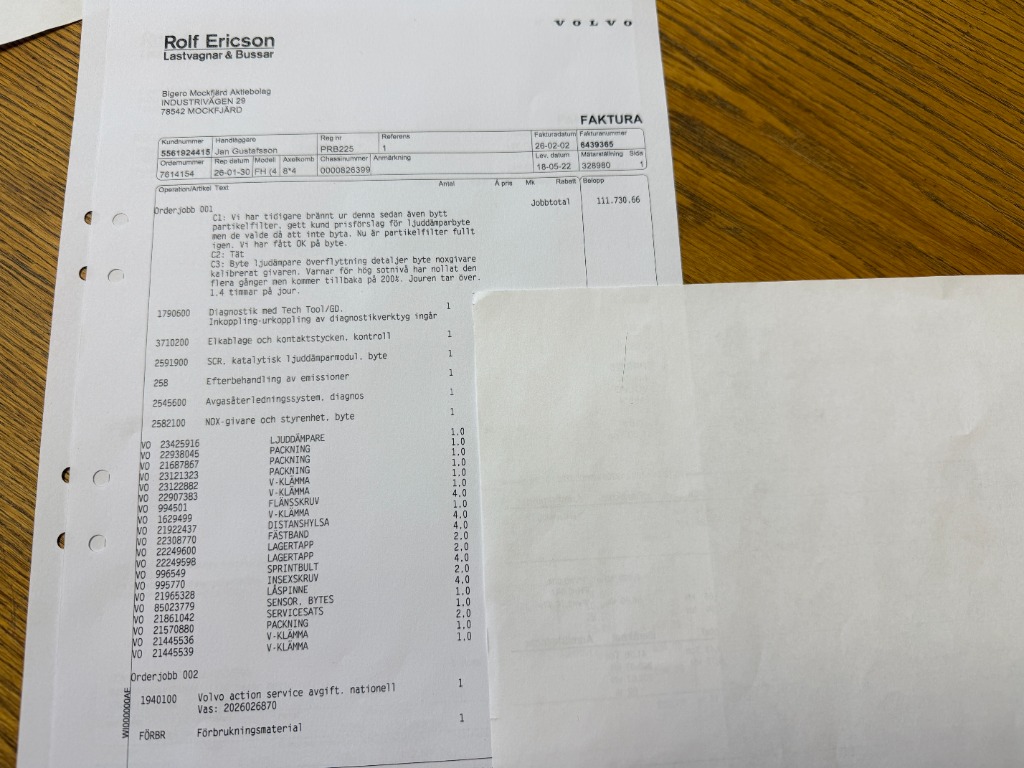 VOLVO
Rolf Ericson
Lastvagnar & Bussar
Bigero Mockfjärd Aktiebolag
INDUSTRIVÄGEN 29
78542 MOCKFJÄRD
FAKTURA
Kundnummer Handläggare Reg nr Referens Fakturadatum Fakturanummer
5561824415 Jan Gustafsson PRB225 1 26-02-02 6439365
Ordernummer Rep datum Modell Axelkomb Chassinummer Anmärkning Lev. datum Mätarställning Sida
7614154 26-01-30 FH (4 8*4 0000826399 18-05-22 328980 1
Operation/Artikel Text Antal À pris Mk Rabatt Belopp
Orderjobb 001 Jobbtotal 111.730.66
C1: Vi har tidigare bränt ur denna sedan även bytt
partikelfilter. gett kund prisförslag för ljuddämparbyte
men de valde då att inte byta. Nu är partikelfilter fullt
igen. Vi har fått OK på byte.
C2: Tät
C3: Byte ljudämpare överflyttning detaljer byte noxgivare
kalibrerat givaren. Varnar för hög sotnivå har nollat den
flera gånger men kommer tillbaka på 200%. Jouren tar över.
1.4 timmar på jour.
1790600 Diagnostik med Tech Tool/GD. 1
Inkoppling-urkoppling av diagnostikverktyg ingår
3710200 Elkablage och kontaktstycken. kontroll 1
2591900 SCR. katalytisk ljuddämparmodul. byte 1
258 Efterbehandling av emissioner 1
2545600 Avgasåterledningssystem, diagnos 1
2582100 NOX-givare och styrenhet. byte 1
VO 23425916 LJUDDÄMPARE 1.0
VO 22938045 PACKNING 1.0
VO 21687867 PACKNING 1.0
VO 23121323 PACKNING 1.0
VO 23122882 V-KLÄMMA 1.0
VO 22907383 V-KLÄMMA 1.0
VO 994501 FLÄNSSKRUV 4.0
VO 1629499 V-KLÄMMA 1.0
VO 21922437 DISTANSHYLSA 4.0
VO 22308770 FÄSTBAND 4.0
VO 22249600 LAGERTAPP 2.0
VO 22249598 LAGERTAPP 2.0
VO 996549 SPRINTBULT 4.0
VO 995770 INSEXSKRUV 2.0
VO 21965328 LÅSPINNE 4.0
VO 85023779 SENSOR, BYTES 1.0
VO 21861042 SERVICESATS 1.0
VO 21570880 PACKNING 2.0
VO 21445536 V-KLÄMMA 1.0
VO 21445539 V-KLÄMMA 1.0
Orderjobb 002
1940100 Volvo action service avgift. nationell 1
Vas: 2026026870
FÖRBR Förbrukningsmaterial 1